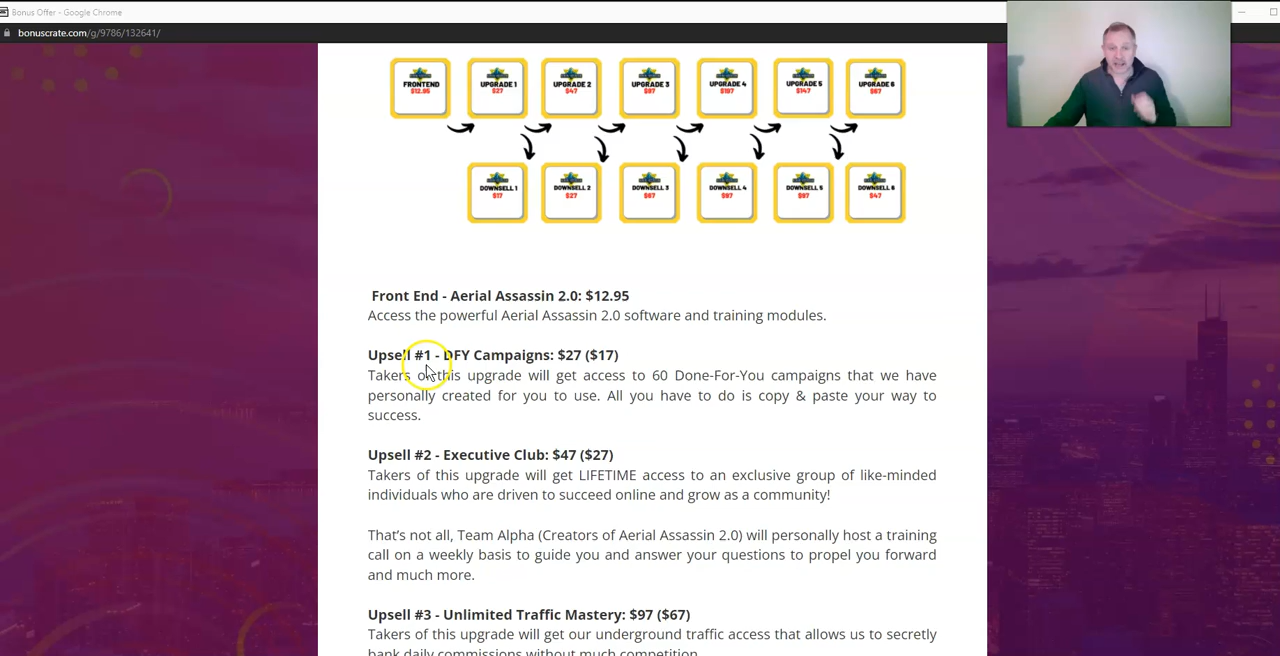 Bonus Offer - Google Chrome
bonuscrate.com/g/9786/132641/
FRONTEND UPGRADE 1 UPGRADE 2 UPGRADE 3 UPGRADE 4 UPGRADE 5 UPGRADE 6
$12.95 $27 $47 $97 $197 $147 $67
DOWNSELL 1 DOWNSELL 2 DOWNSELL 3 DOWNSELL 4 DOWNSELL 5 DOWNSELL 6
$17 $27 $67 $97 $97 $47
Front End - Aerial Assassin 2.0: $12.95
Access the powerful Aerial Assassin 2.0 software and training modules.
Upsell #1 - DFY Campaigns: $27 ($17)
Takers of this upgrade will get access to 60 Done-For-You campaigns that we have
personally created for you to use. All you have to do is copy & paste your way to
success.
Upsell #2 - Executive Club: $47 ($27)
Takers of this upgrade will get LIFETIME access to an exclusive group of like-minded
individuals who are driven to succeed online and grow as a community!
That's not all, Team Alpha (Creators of Aerial Assassin 2.0) will personally host a training
call on a weekly basis to guide you and answer your questions to propel you forward
and much more.
Upsell #3 - Unlimited Traffic Mastery: $97 ($67)
Takers of this upgrade will get our underground traffic access that allows us to secretly
bank daily commissions without much competition.